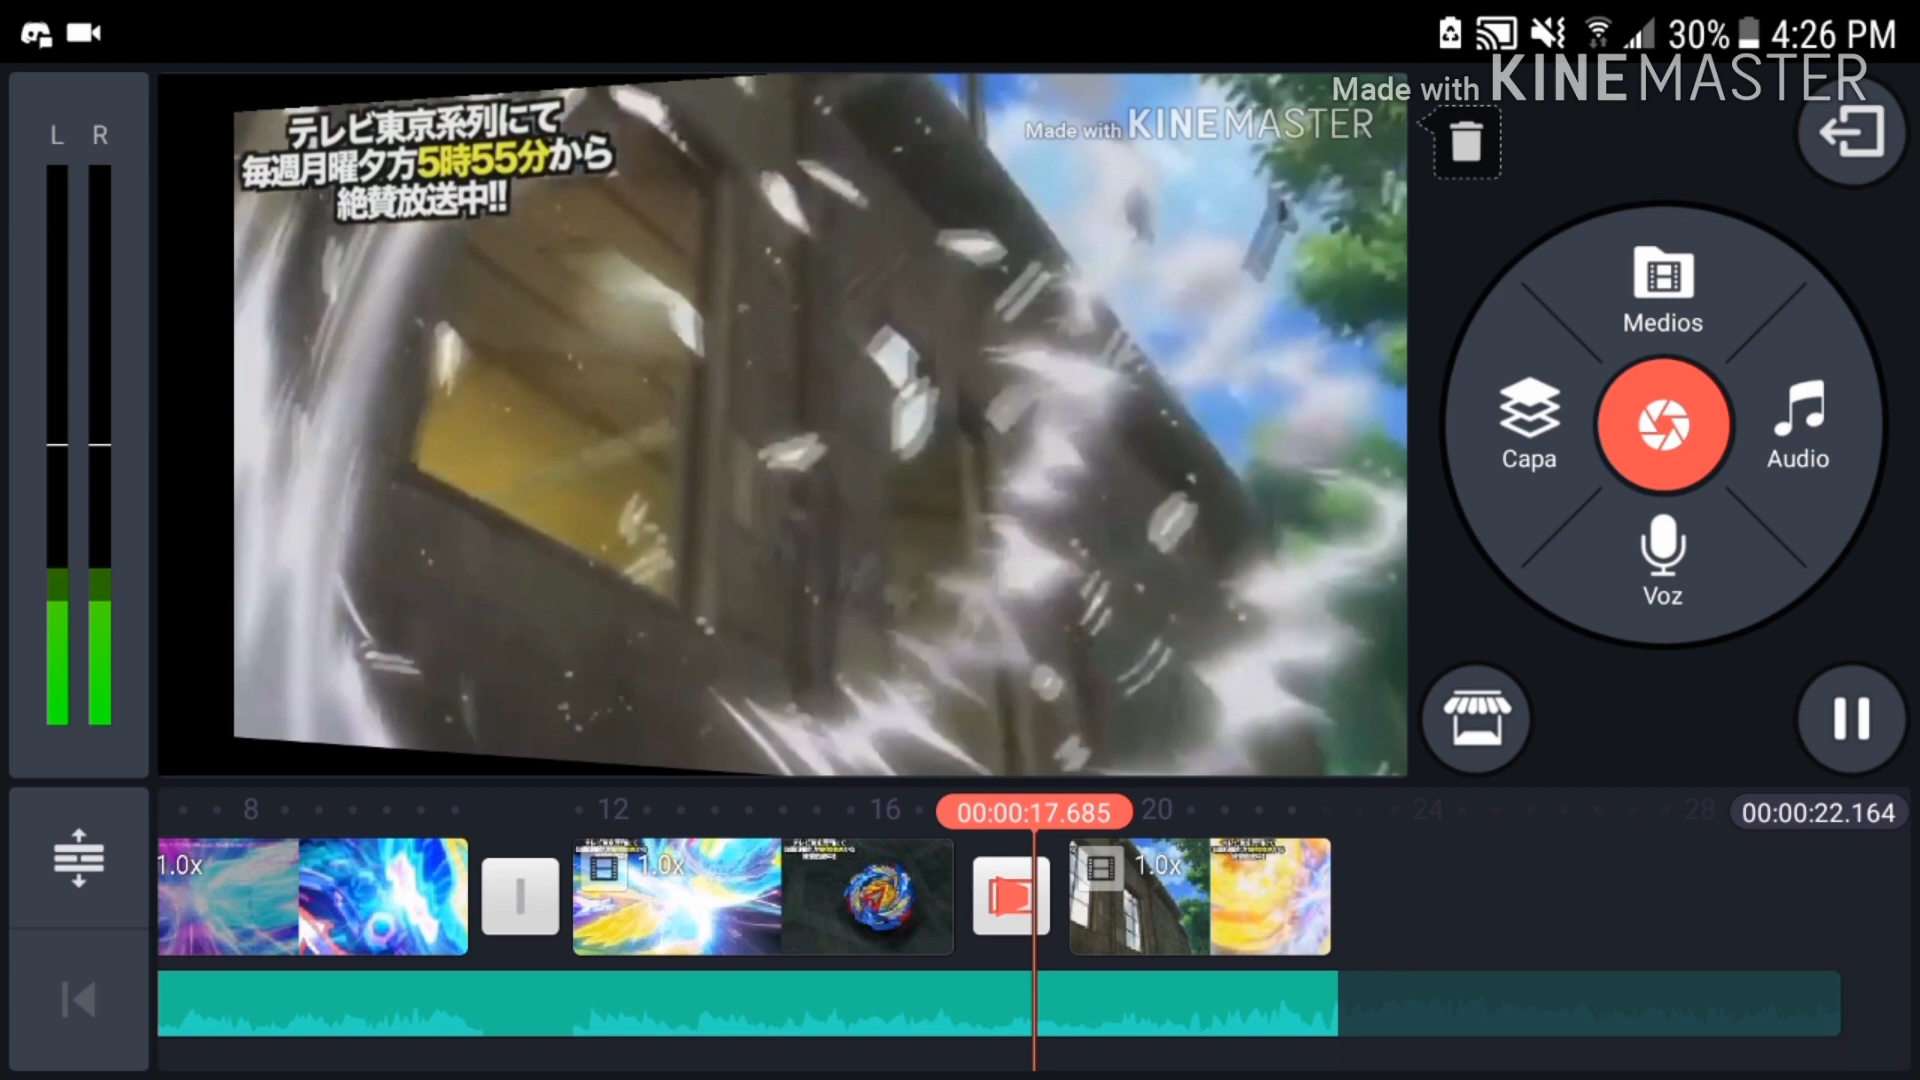 30% 4:26 PM
Made with KINEMASTER
L R
テレビ東京系列にて
毎週月曜夕方5時55分から
絶賛放送中!!
Made with KINEMASTER
Medios
Capa
Audio
Voz
8 12 16 00:00:17.685 20 24 28 00:00:22.164
1.0x 1.0x 1.0x